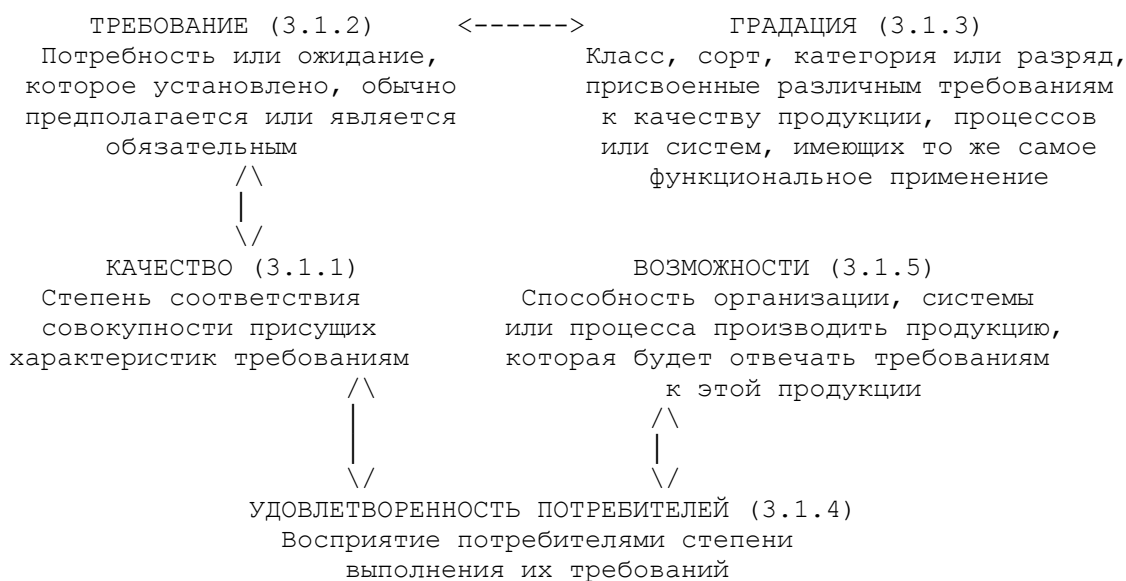 ТРЕБОВАНИЕ (3.1.2) <------> ГРАДАЦИЯ (3.1.3)
Потребность или ожидание, Класс, сорт, категория или разряд,
которое установлено, обычно присвоенные различным требованиям
предполагается или является к качеству продукции, процессов
обязательным или систем, имеющих то же самое
/\ функциональное применение
|
\/
КАЧЕСТВО (3.1.1) ВОЗМОЖНОСТИ (3.1.5)
Степень соответствия Способность организации, системы
совокупности присущих или процесса производить продукцию,
характеристик требованиям которая будет отвечать требованиям
/\ к этой продукции
| /\
| |
\/ \/
УДОВЛЕТВОРЕННОСТЬ ПОТРЕБИТЕЛЕЙ (3.1.4)
Восприятие потребителями степени
выполнения их требований